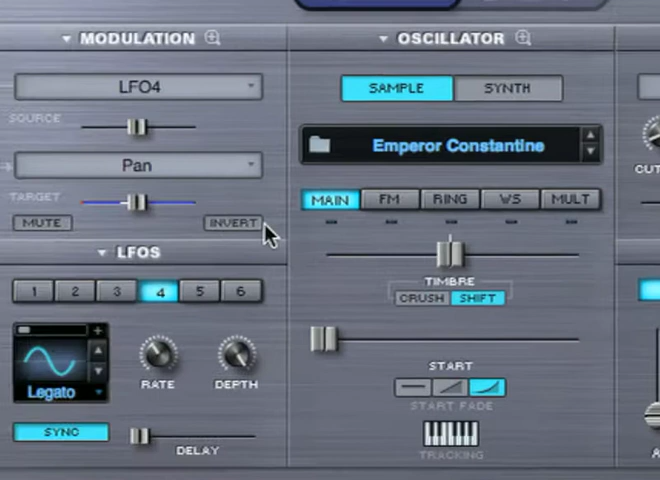 MODULATION
LFO4
SOURCE
Pan
TARGET
MUTE INVERT
LFOS
1 2 3 4 5 6
Legato
RATE DEPTH
SYNC
DELAY
OSCILLATOR
SAMPLE SYNTH
Emperor Constantine
MAIN FM RING WS MULT
TIMBRE
CRUSH SHIFT
START
START FADE
TRACKING